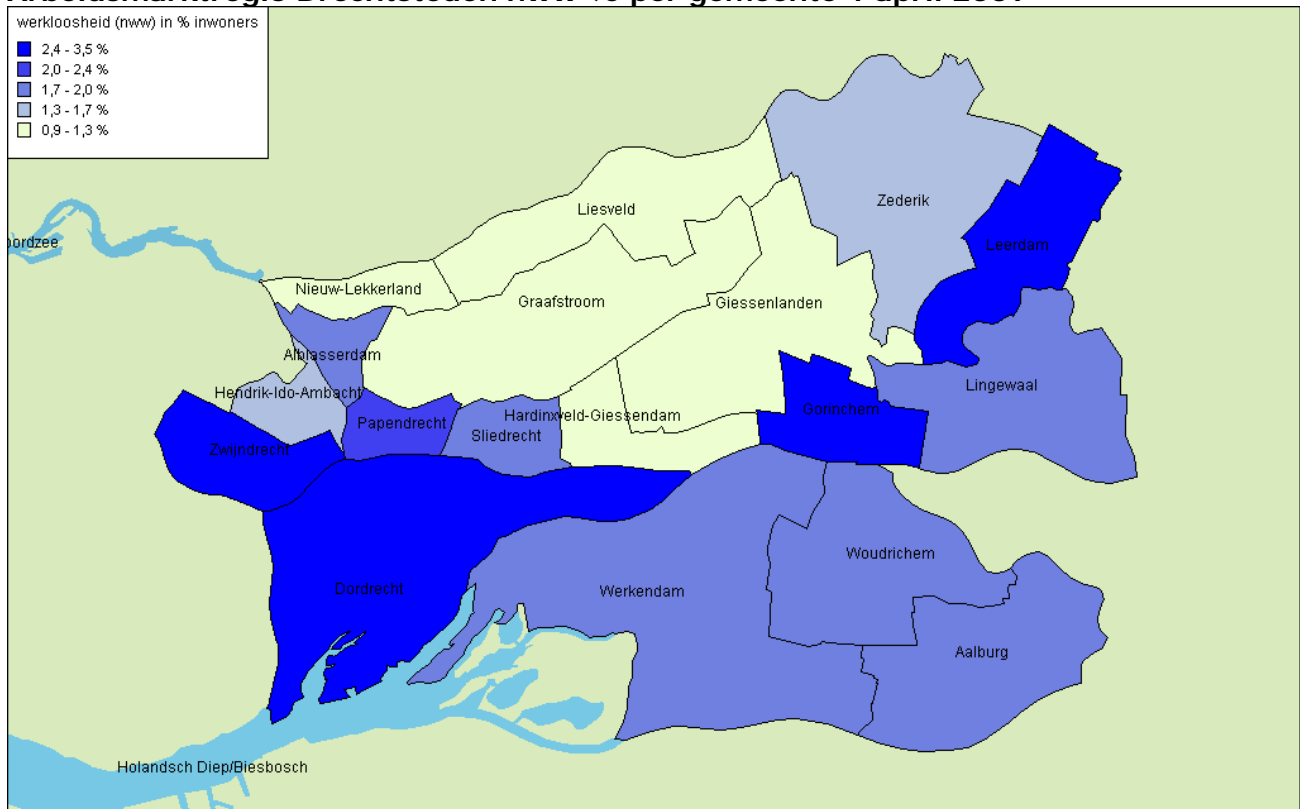 werkloosheid (nww) in % inwoners
2,4 - 3,5 %
2,0 - 2,4 %
1,7 - 2,0 %
1,3 - 1,7 %
0,9 - 1,3 %
Zederik
Liesveld
Leerdam
Nieuw-Lekkerland
Graafstroom
Giessenlanden
Alblasserdam
Lingewaal
Hendrik-Ido-Ambacht
Papendrecht
Hardinxveld-Giessendam
Gorinchem
Sliedrecht
Zwijndrecht
Woudrichem
Dordrecht
Werkendam
Aalburg
Holandsch Diep/Biesbosch